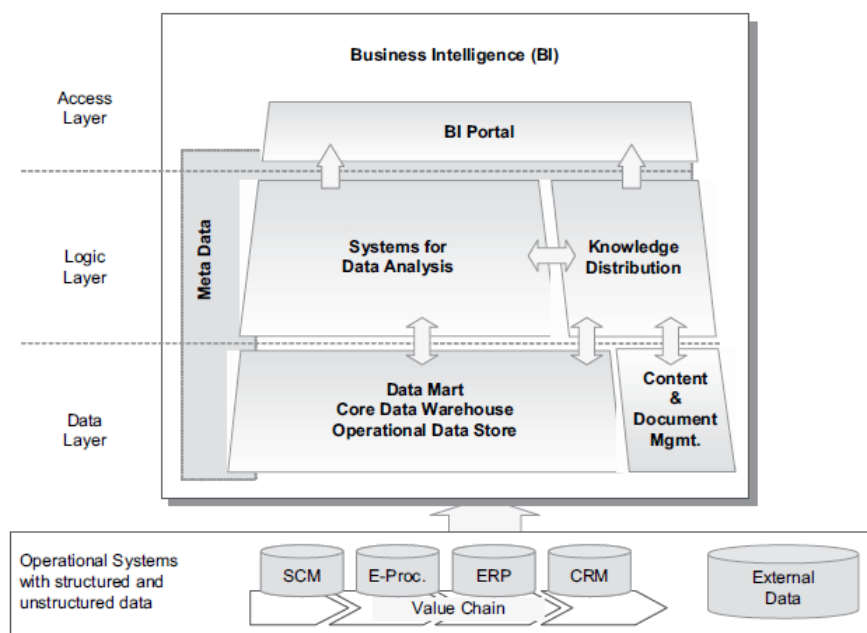 Business Intelligence (BI)
Access
Layer
BI Portal
Logic
Layer
Meta Data
Systems for
Data Analysis
Knowledge
Distribution
Data
Layer
Data Mart
Core Data Warehouse
Operational Data Store
Content
&
Document
Mgmt.
Operational Systems
with structured and
unstructured data
SCM
E-Proc.
ERP
CRM
Value Chain
External
Data